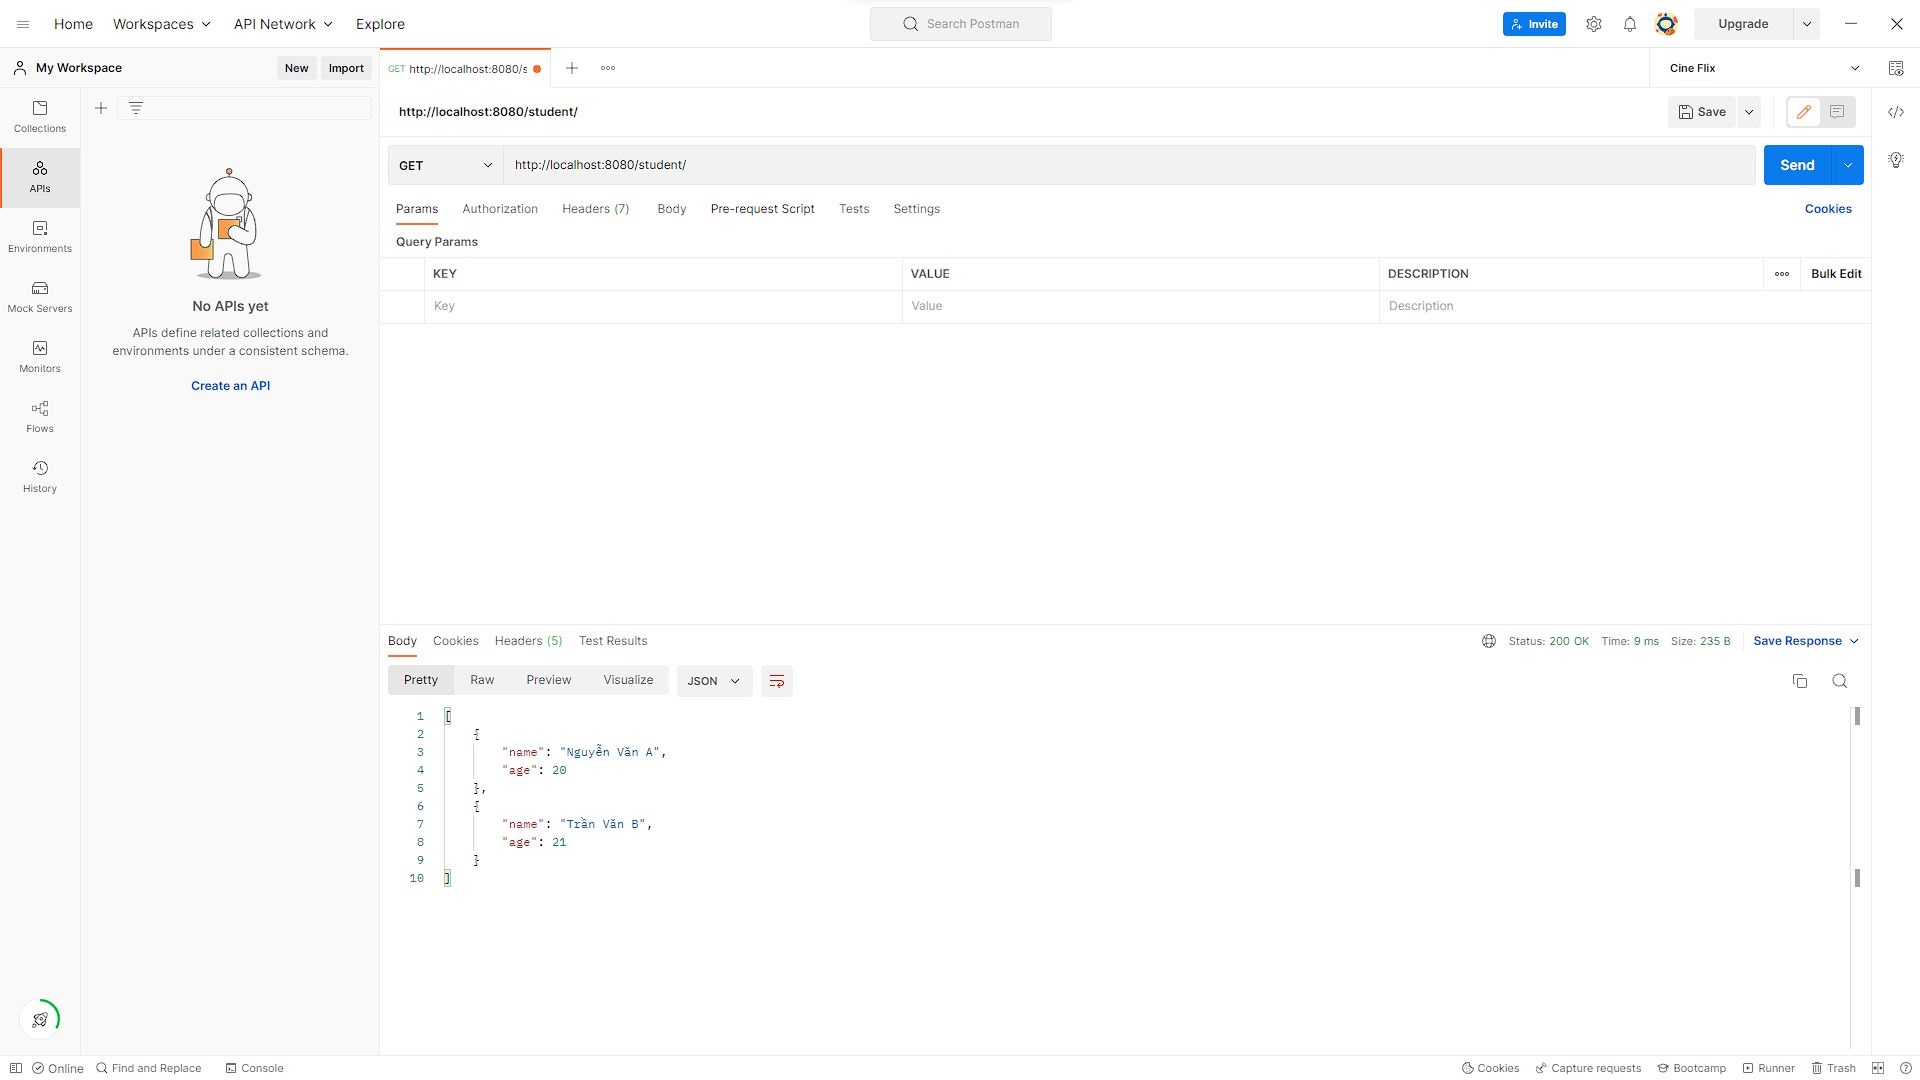 Home Workspaces API Network Explore Search Postman Invite Upgrade
My Workspace New Import GET http://localhost:8080/s Cine Flix
http://localhost:8080/student/ Save
GET http://localhost:8080/student/ Send
Params Authorization Headers (7) Body Pre-request Script Tests Settings Cookies
Query Params
KEY VALUE DESCRIPTION Bulk Edit
Key Value Description
Collections
APIs
Environments
Mock Servers
Monitors
Flows
History
No APIs yet
APIs define related collections and
environments under a consistent schema.
Create an API
Body Cookies Headers (5) Test Results Status: 200 OK Time: 9 ms Size: 235 B Save Response
Pretty Raw Preview Visualize JSON
1 [
2 {
3 "name": "Nguyễn Văn A",
4 "age": 20
5 },
6 {
7 "name": "Trần Văn B",
8 "age": 21
9 }
10 ]
Online Find and Replace Console Cookies Capture requests Bootcamp Runner Trash